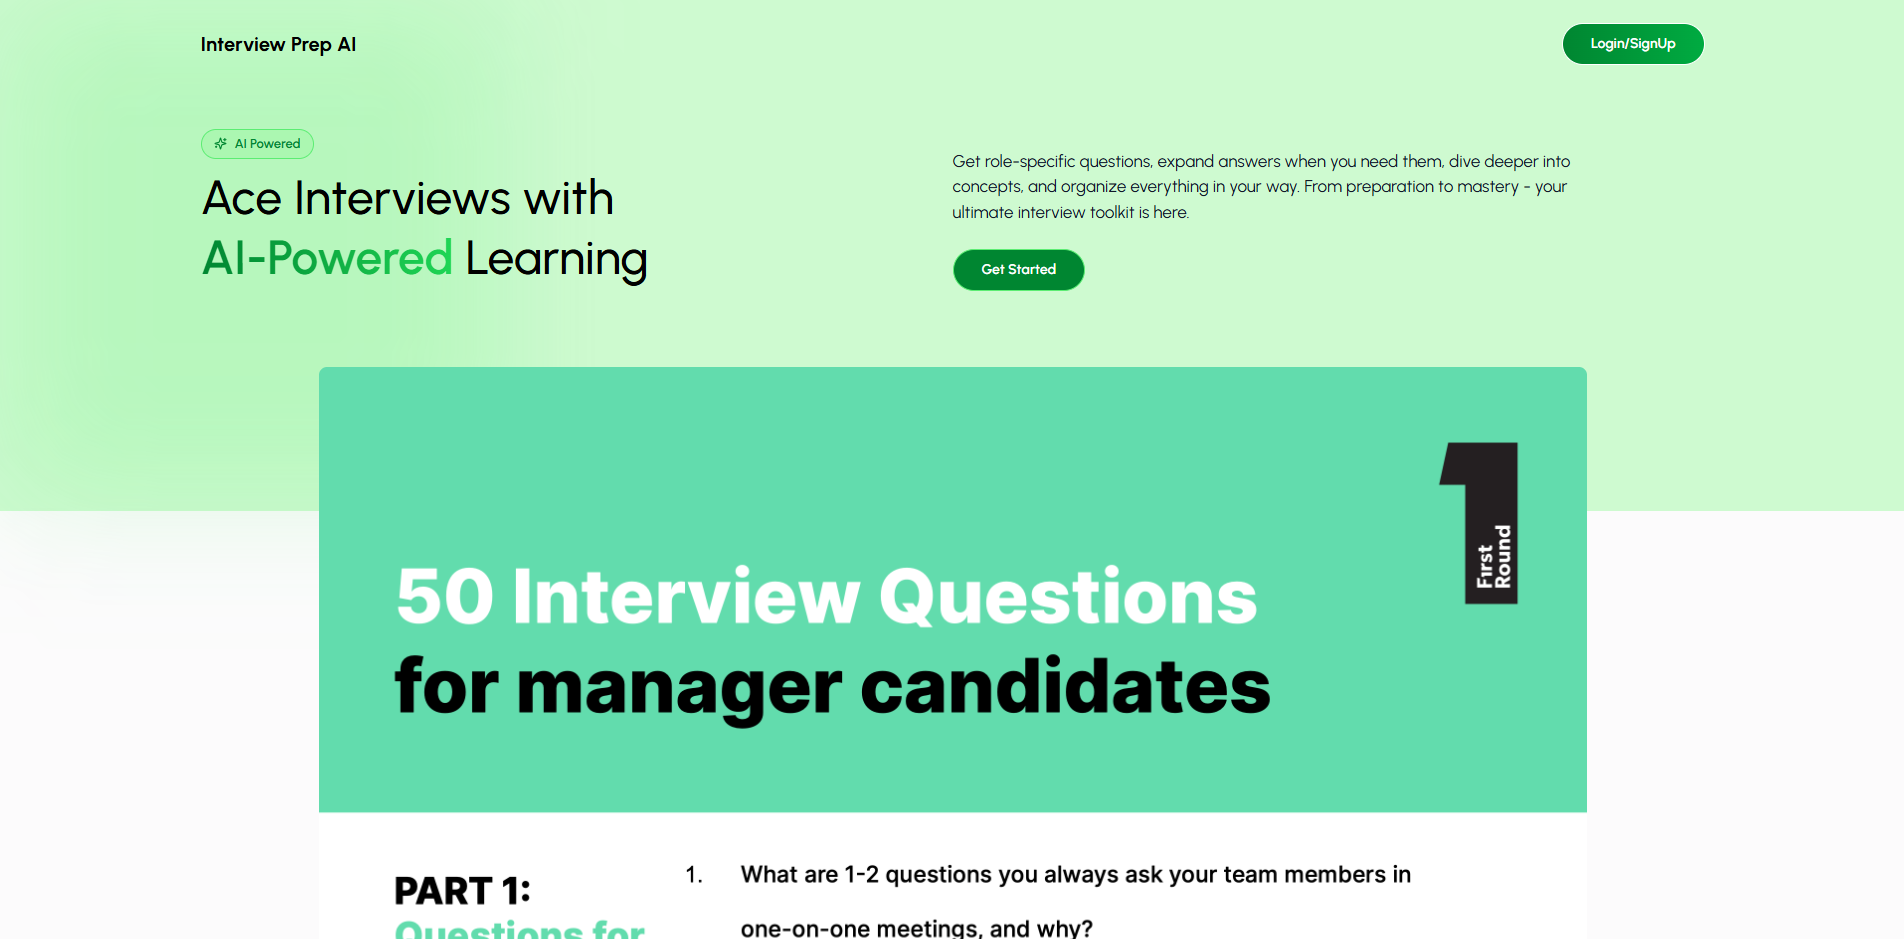 Interview Prep AI
Login/SignUp
AI Powered
Ace Interviews with
AI-Powered Learning
Get role-specific questions, expand answers when you need them, dive deeper into
concepts, and organize everything in your way. From preparation to mastery - your
ultimate interview toolkit is here.
Get Started
1
First
Round
50 Interview Questions
for manager candidates
PART 1:
Questions for
1. What are 1-2 questions you always ask your team members in
one-on-one meetings, and why?